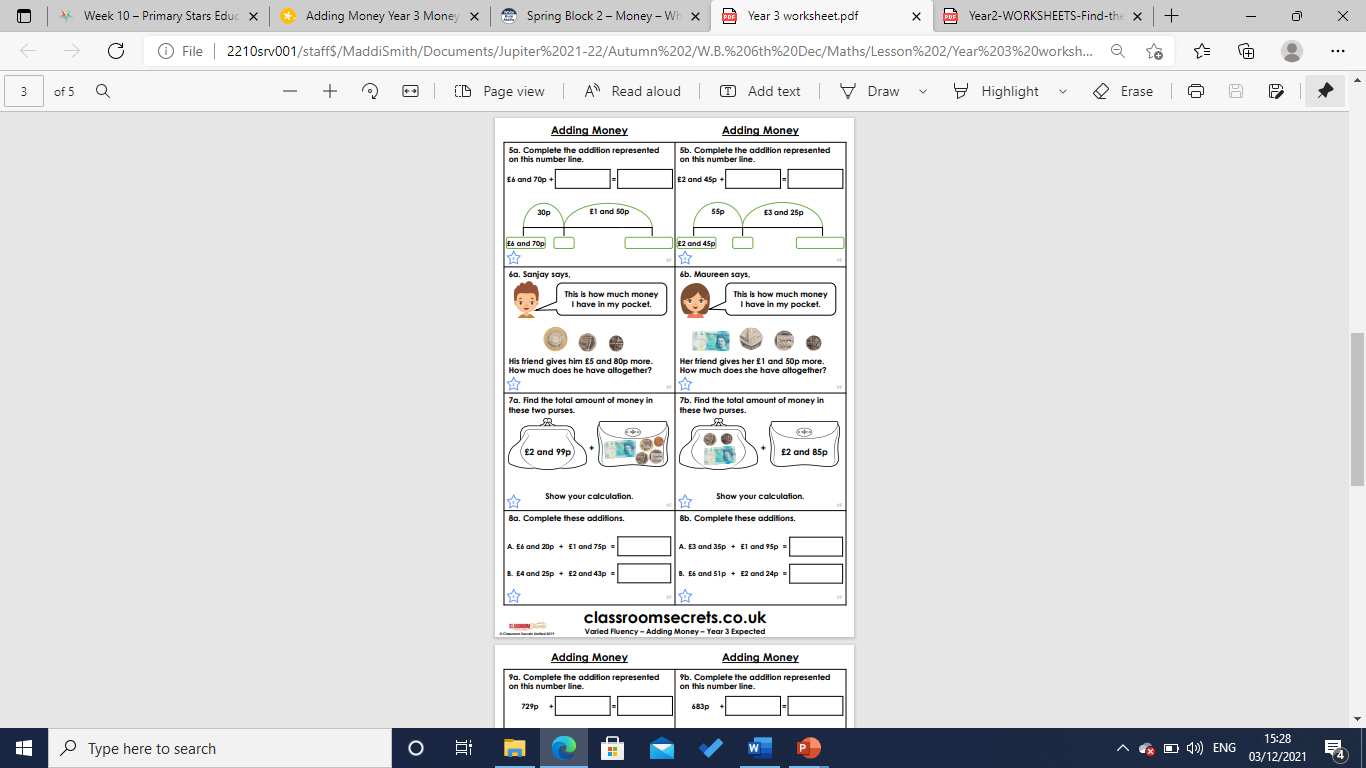 Week 10 – Primary Stars Educ
Adding Money Year 3 Money
Spring Block 2 – Money – Wh
Year 3 worksheet.pdf
Year2-WORKSHEETS-Find-the
File
2210srv001/staff$/MaddiSmith/Documents/Jupiter%2021-22/Autumn%202/W.B.%206th%20Dec/Maths/Lesson%202/Year%203%20worksh...
3 of 5
Page view
Read aloud
Add text
Draw
Highlight
Erase
Adding Money
Adding Money
5a. Complete the addition represented
on this number line.
£6 and 70p + =
30p
£1 and 50p
£6 and 70p
5b. Complete the addition represented
on this number line.
£2 and 45p + =
55p
£3 and 25p
£2 and 45p
6a. Sanjay says,
This is how much money
I have in my pocket.
His friend gives him £5 and 80p more.
How much does he have altogether?
6b. Maureen says,
This is how much money
I have in my pocket.
Her friend gives her £1 and 50p more.
How much does she have altogether?
7a. Find the total amount of money in
these two purses.
£2 and 99p
+
Show your calculation.
7b. Find the total amount of money in
these two purses.
+
£2 and 85p
Show your calculation.
8a. Complete these additions.
A. £6 and 20p + £1 and 75p =
B. £4 and 25p + £2 and 43p =
8b. Complete these additions.
A. £3 and 35p + £1 and 95p =
B. £6 and 51p + £2 and 24p =
classroomsecrets.co.uk
© Classroom Secrets Limited 2019
Varied Fluency – Adding Money – Year 3 Expected
Adding Money
Adding Money
9a. Complete the addition represented
on this number line.
729p + =
9b. Complete the addition represented
on this number line.
683p + =
Type here to search
ENG
15:28
03/12/2021
4